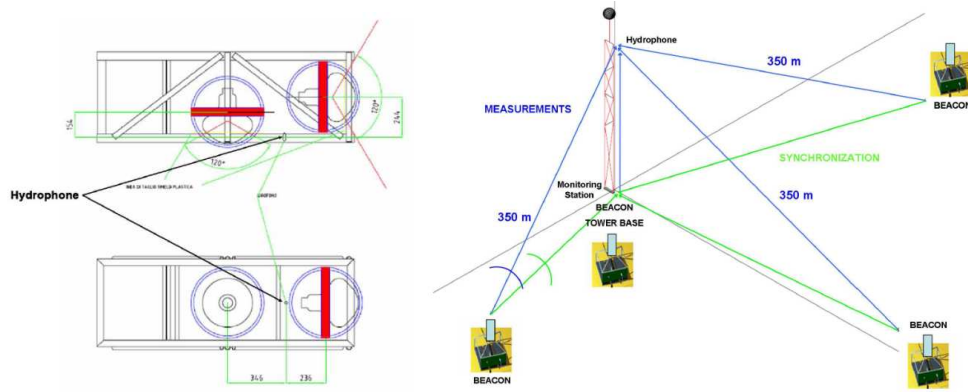 154
120°
244
120°
Hydrophone
346
236
Hydrophone
350 m
BEACON
MEASUREMENTS
SYNCHRONIZATION
Monitoring
Station
BEACON
350 m
350 m
TOWER BASE
BEACON
BEACON